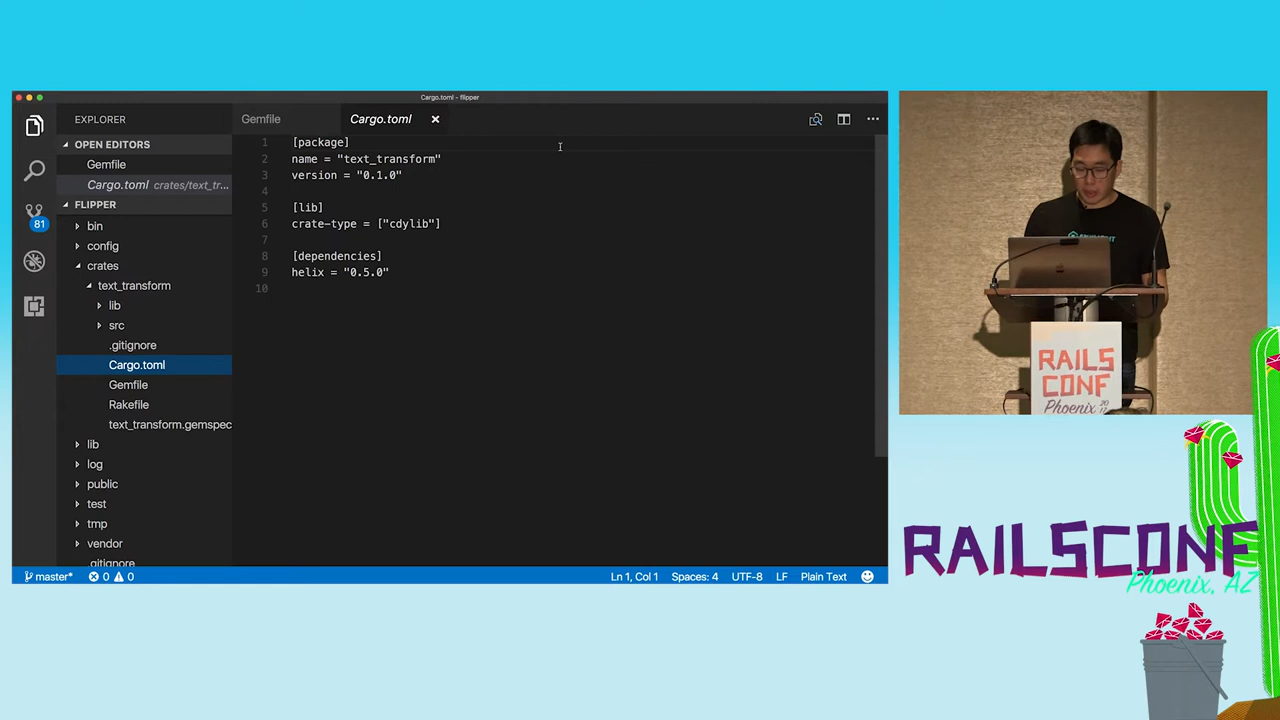 Cargo.toml - flipper
EXPLORER
Gemfile
Cargo.toml
OPEN EDITORS
Gemfile
Cargo.toml crates/text_tr...
FLIPPER
bin
config
crates
text_transform
lib
src
.gitignore
Cargo.toml
Gemfile
Rakefile
text_transform.gemspec
lib
log
public
test
tmp
vendor
.gitignore
81
1 [package]
2 name = "text_transform"
3 version = "0.1.0"
4
5 [lib]
6 crate-type = ["cdylib"]
7
8 [dependencies]
9 helix = "0.5.0"
10
master*
0
0
Ln 1, Col 1
Spaces: 4
UTF-8
LF
Plain Text
RAILS
CONF
Phoenix
RAILSCONF
Phoenix, AZ